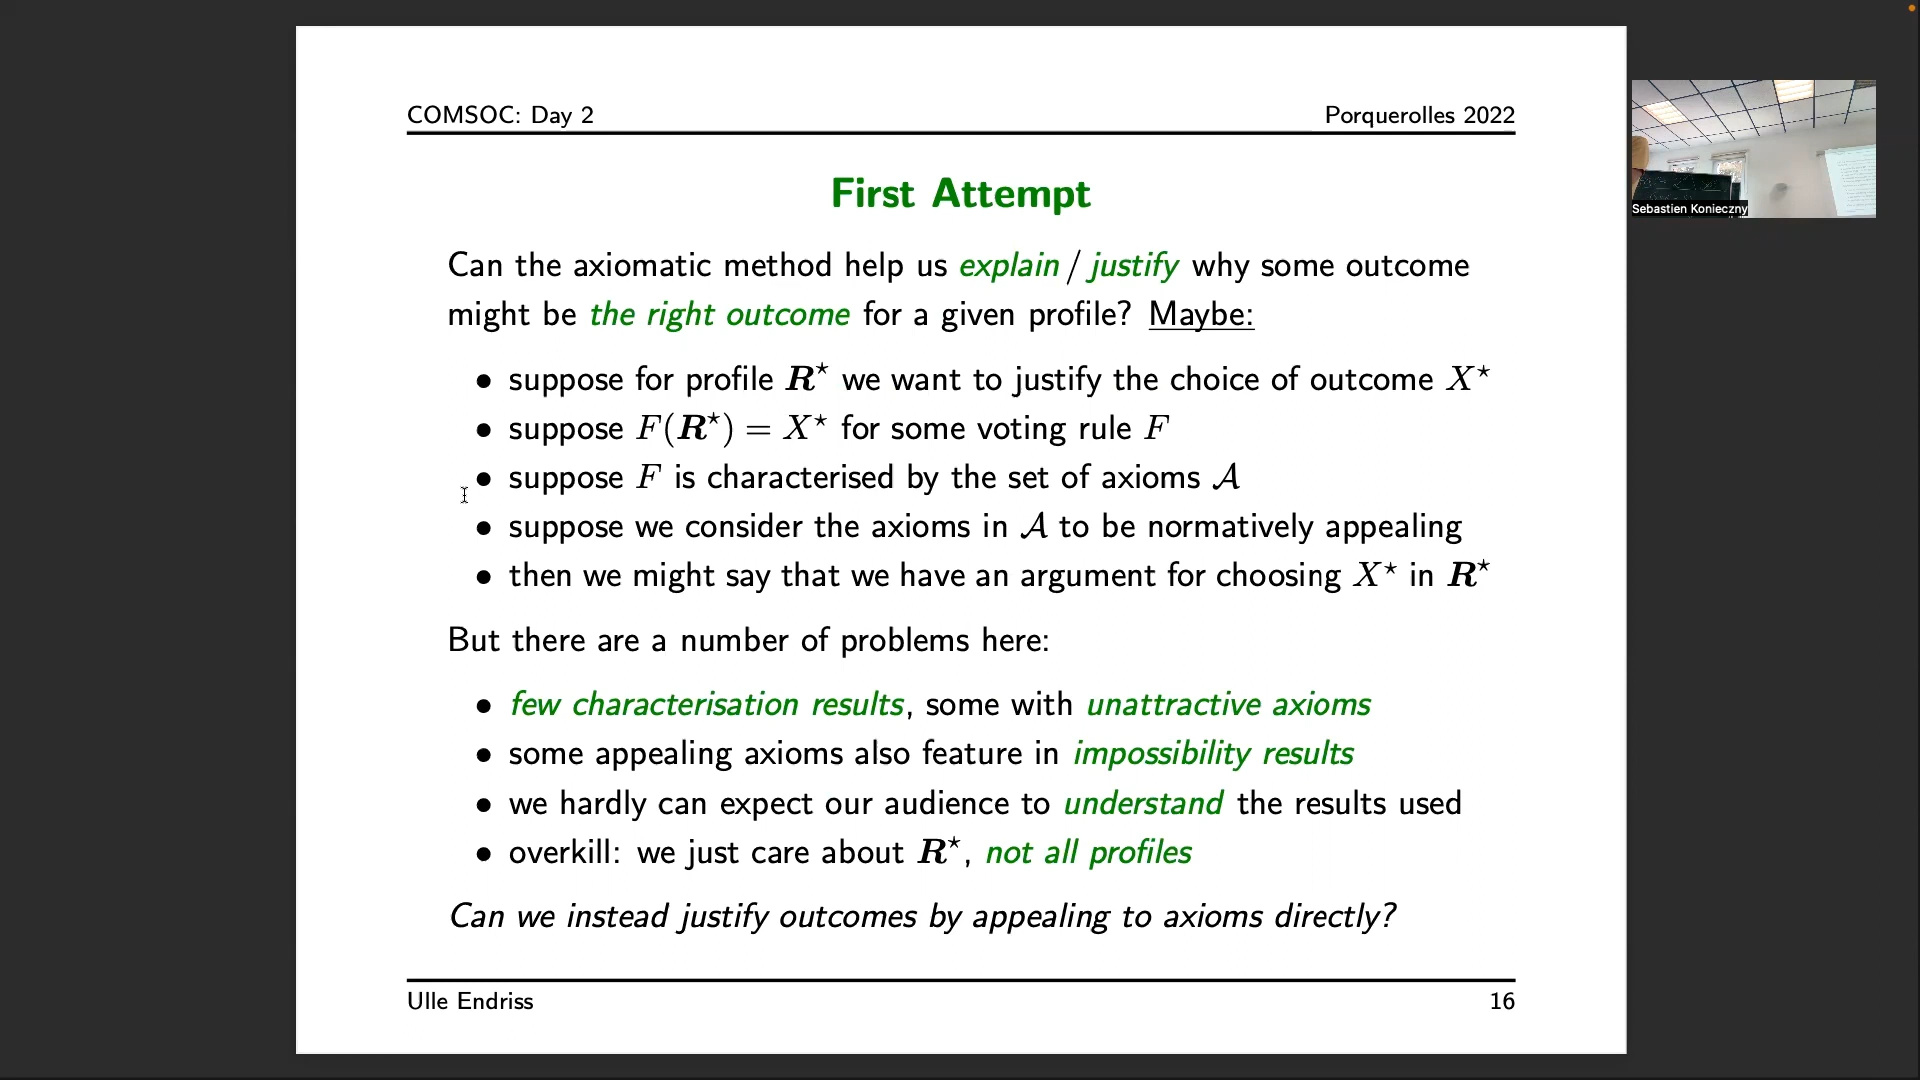 COMSOC: Day 2
Porquerolles 2022
First Attempt
Can the axiomatic method help us explain / justify why some outcome
might be the right outcome for a given profile? Maybe:
• suppose for profile R⋆ we want to justify the choice of outcome X⋆
• suppose F(R⋆) = X⋆ for some voting rule F
• suppose F is characterised by the set of axioms 𝒜
• suppose we consider the axioms in 𝒜 to be normatively appealing
• then we might say that we have an argument for choosing X⋆ in R⋆
But there are a number of problems here:
• few characterisation results, some with unattractive axioms
• some appealing axioms also feature in impossibility results
• we hardly can expect our audience to understand the results used
• overkill: we just care about R⋆, not all profiles
Can we instead justify outcomes by appealing to axioms directly?
Ulle Endriss
16
Sebastien Konieczny